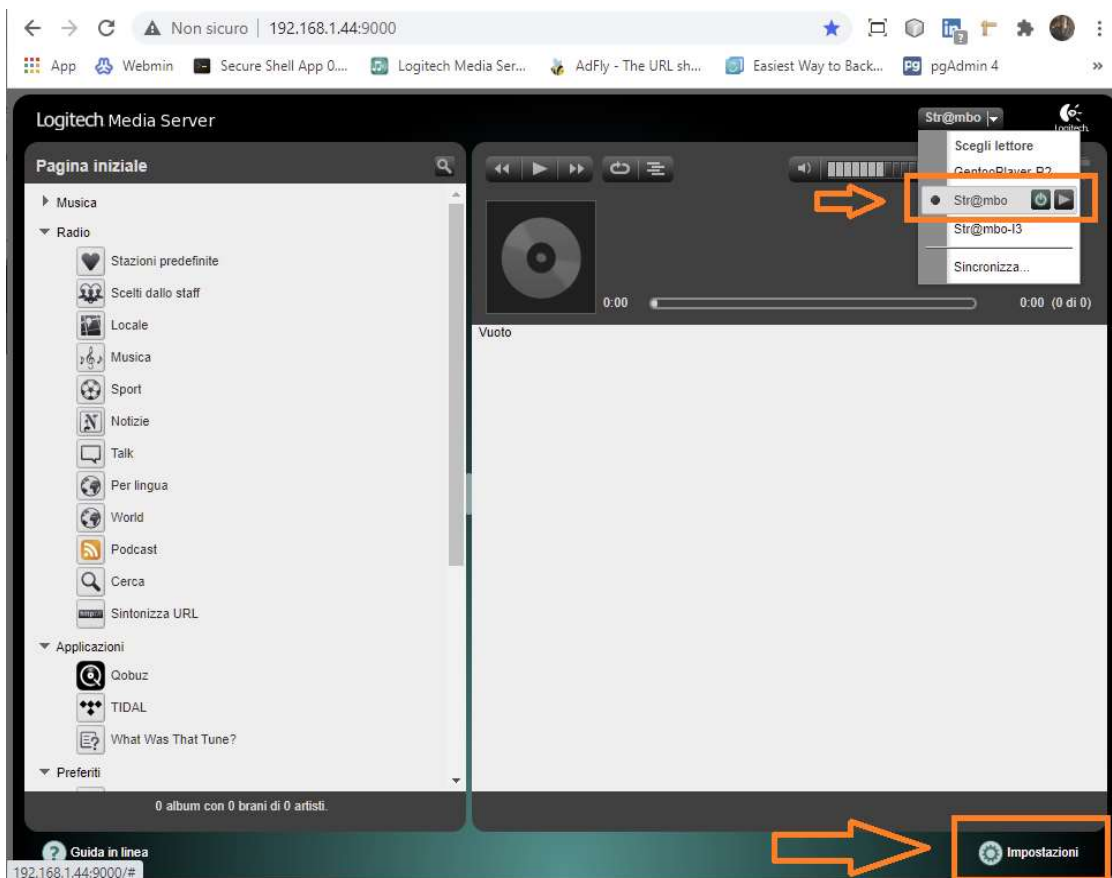 Non sicuro | 192.168.1.44:9000
App Webmin Secure Shell App 0.... Logitech Media Ser... AdFly - The URL sh... Easiest Way to Back... pgAdmin 4 »
Logitech Media Server
Str@mbo
Logitech
Scegli lettore
GentooPlayer-R2
Str@mbo
Str@mbo-I3
Sincronizza...
Pagina iniziale
Musica
Radio
Stazioni predefinite
Scelti dallo staff
Locale
Musica
Sport
Notizie
Talk
Per lingua
World
Podcast
Cerca
Sintonizza URL
Applicazioni
Qobuz
TIDAL
What Was That Tune?
Preferiti
0 album con 0 brani di 0 artisti.
0:00
0:00 (0 di 0)
Vuoto
Guida in linea
Impostazioni
192.168.1.44:9000/#